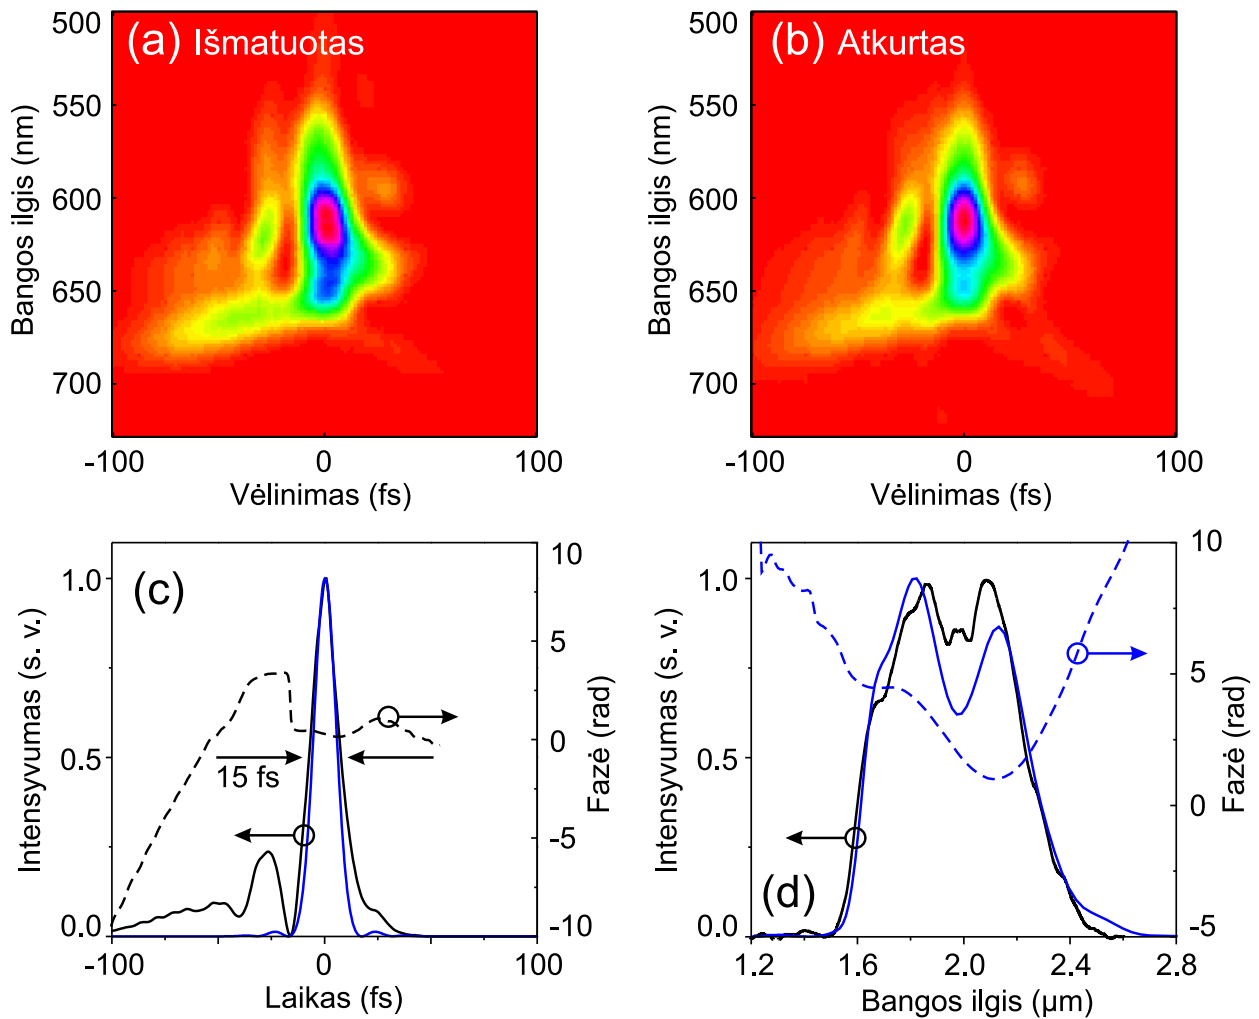 (a) Išmatuotas
500
550
600
650
700
Bangos ilgis (nm)
-100 0 100
Vėlinimas (fs)
(b) Atkurtas
500
550
600
650
700
Bangos ilgis (nm)
-100 0 100
Vėlinimas (fs)
(c)
1.0
0.5
0.0
Intensyvumas (s. v.)
15 fs
10
5
0
-5
-10
Fazė (rad)
-100 0 100
Laikas (fs)
(d)
1.0
0.5
0.0
Intensyvumas (s. v.)
10
5
0
-5
Fazė (rad)
1.2 1.6 2.0 2.4 2.8
Bangos ilgis (µm)